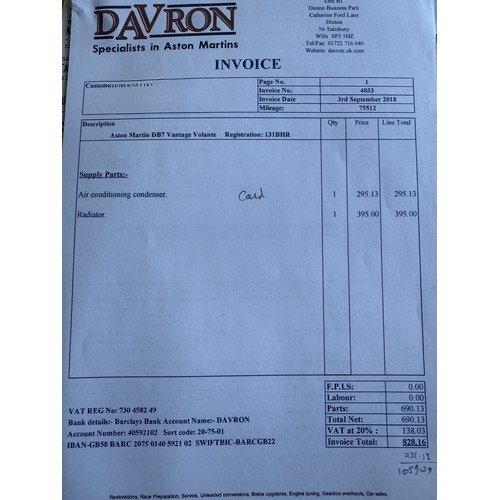 DAVRON
Specialists in Aston Martins
Dinton Business Park
Catherine Ford Lane
Dinton
Nr Salisbury
Wilts SP3 5HZ
Tel/Fax: 01722 716 040
Website: davron.uk.com
INVOICE
Page No. 1
Invoice No. 4033
Invoice Date 3rd September 2018
Mileage: 75512
Description Qty Price Line Total
Aston Martin DB7 Vantage Volante Registration: 131BHR
Supply Parts:-
Air conditioning condenser. Card 1 295.13 295.13
Radiator. 1 395.00 395.00
F.P.I.S: 0.00
Labour: 0.00
Parts: 690.13
Total Net: 690.13
VAT at 20% : 138.03
Invoice Total: 828.16
VAT REG No: 730 4582 49
Bank details:- Barclays Bank Account Name:- DAVRON
Account Number: 40592102 Sort code: 20-75-01
IBAN-GB58 BARC 2075 0140 5921 02 SWIFTBIC-BARCGB22
Restorations, Race Preparation, Service, Unleaded conversions, Brake upgrades, Engine tuning, Gearbox overhauls, Car sales.